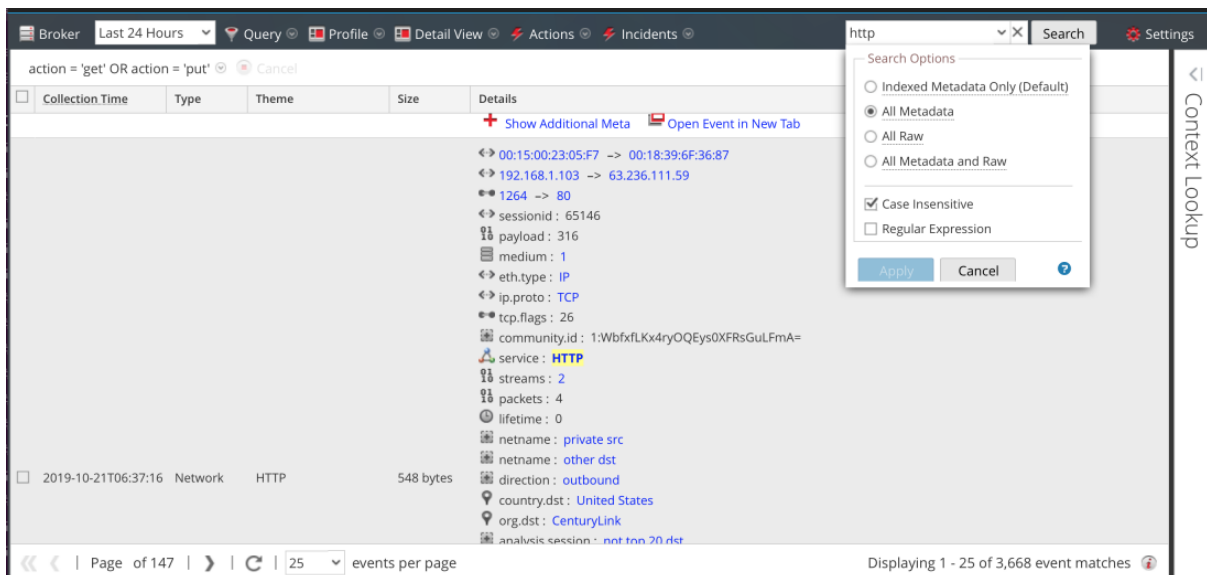 Broker Last 24 Hours Query Profile Detail View Actions Incidents http Search Settings
action = 'get' OR action = 'put' Cancel
Search Options
Indexed Metadata Only (Default)
All Metadata
All Raw
All Metadata and Raw
Case Insensitive
Regular Expression
Apply Cancel ?
Context Lookup
Collection Time Type Theme Size Details
Show Additional Meta Open Event in New Tab
00:15:00:23:05:F7 -> 00:18:39:6F:36:87
192.168.1.103 -> 63.236.111.59
1264 -> 80
sessionid : 65146
payload : 316
medium : 1
eth.type : IP
ip.proto : TCP
tcp.flags : 26
community.id : 1:WbfxfLKx4ryOQEys0XFRsGuLFmA=
service : HTTP
streams : 2
packets : 4
lifetime : 0
netname : private src
netname : other dst
2019-10-21T06:37:16 Network HTTP 548 bytes direction : outbound
country.dst : United States
org.dst : CenturyLink
analysis session : not top 20 dst
Page of 147 | 25 events per page Displaying 1 - 25 of 3,668 event matches